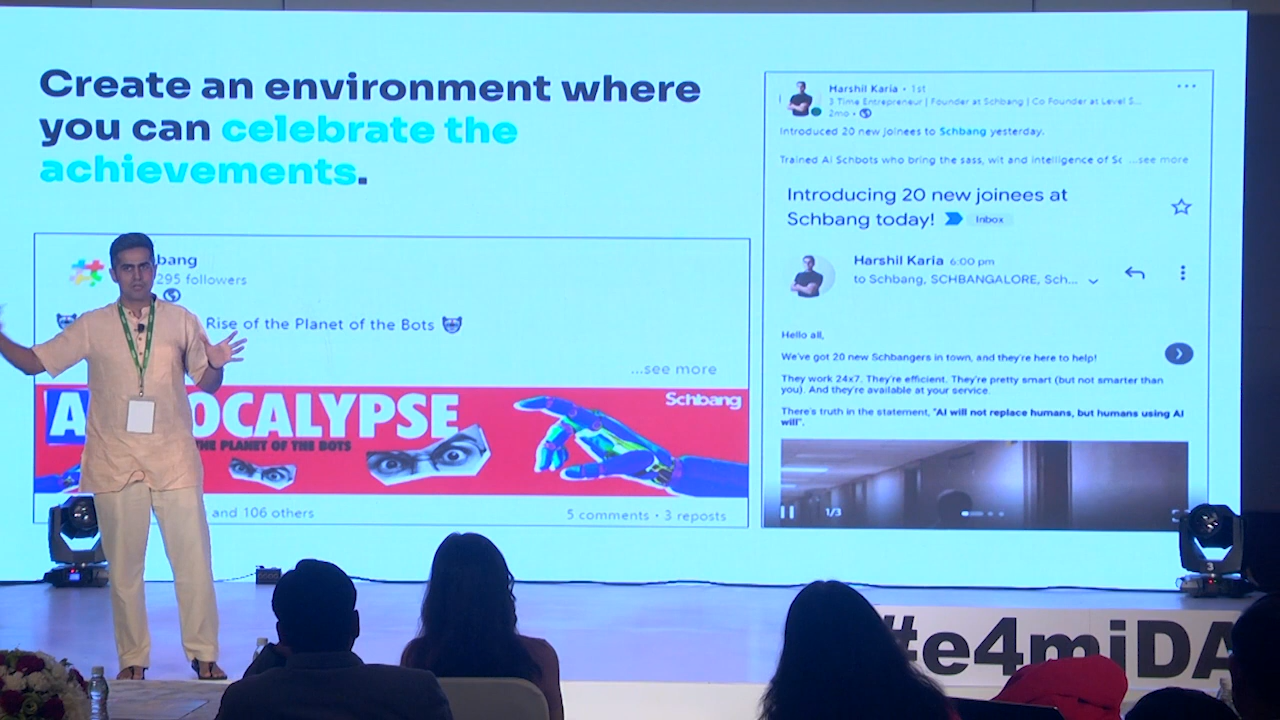 Create an environment where
you can celebrate the
achievements.
bang
295 followers
Rise of the Planet of the Bots
...see more
A OCALYPSE
THE PLANET OF THE BOTS
Schbang
and 106 others
5 comments • 3 reposts
Harshil Karia • 1st
3 Time Entrepreneur | Founder at Schbang | Co Founder at Level S...
2mo •
Introduced 20 new joinees to Schbang yesterday.
Trained AI Schbots who bring the sass, wit and intelligence of Sc ...see more
Introducing 20 new joinees at
Schbang today! Inbox
Harshil Karia 6:00 pm
to Schbang, SCHBANGALORE, Sch...
Hello all,
We've got 20 new Schbangers in town, and they're here to help!
They work 24x7. They're efficient. They're pretty smart (but not smarter than
you). And they're available at your service.
There's truth in the statement, "AI will not replace humans, but humans using AI
will".
1/3
3
#e4miDA